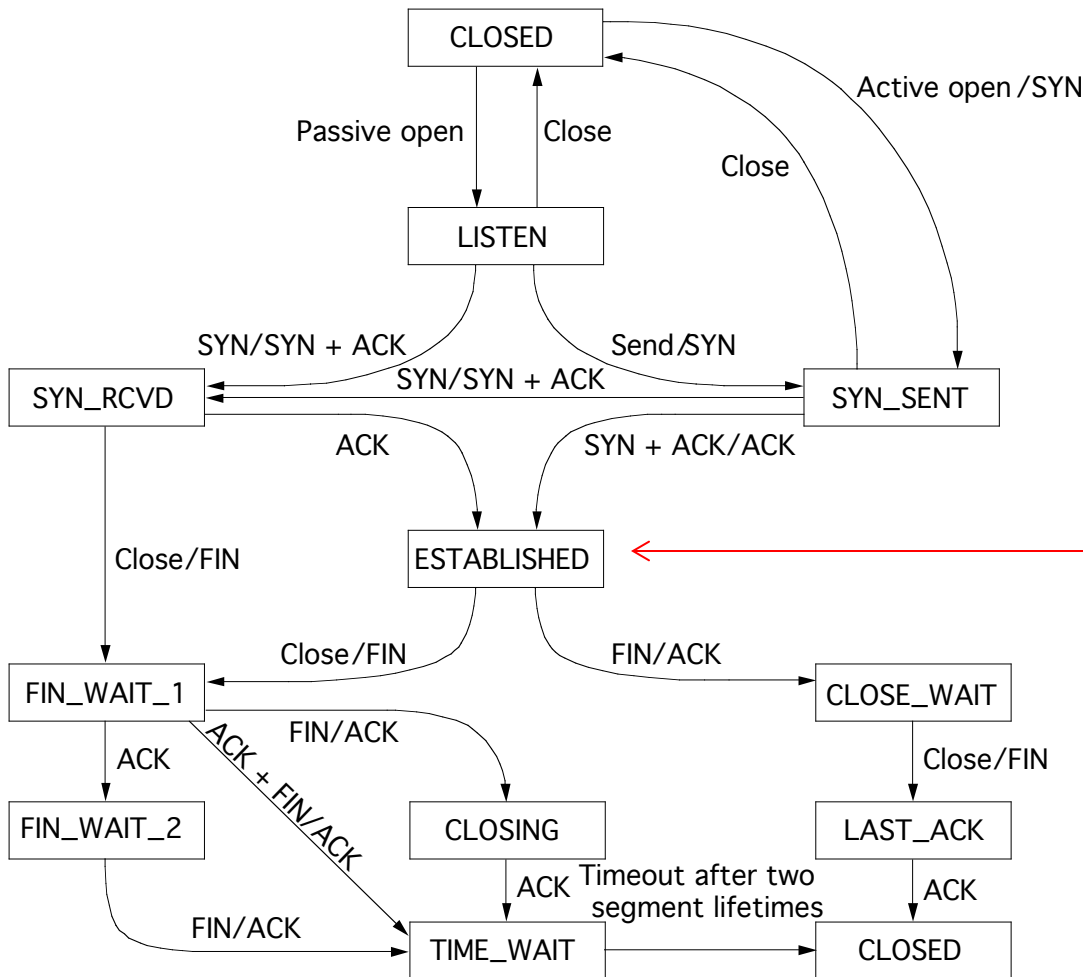 CLOSED
Active open /SYN
Passive open
Close
Close
LISTEN
SYN/SYN + ACK
Send /SYN
SYN/SYN + ACK
SYN_RCVD
SYN_SENT
ACK
SYN + ACK/ACK
ESTABLISHED
Close /FIN
Close /FIN
FIN/ACK
FIN_WAIT_1
CLOSE_WAIT
FIN/ACK
ACK
ACK + FIN/ACK
Close /FIN
FIN_WAIT_2
CLOSING
LAST_ACK
ACK
Timeout after two
segment lifetimes
ACK
FIN/ACK
TIME_WAIT
CLOSED